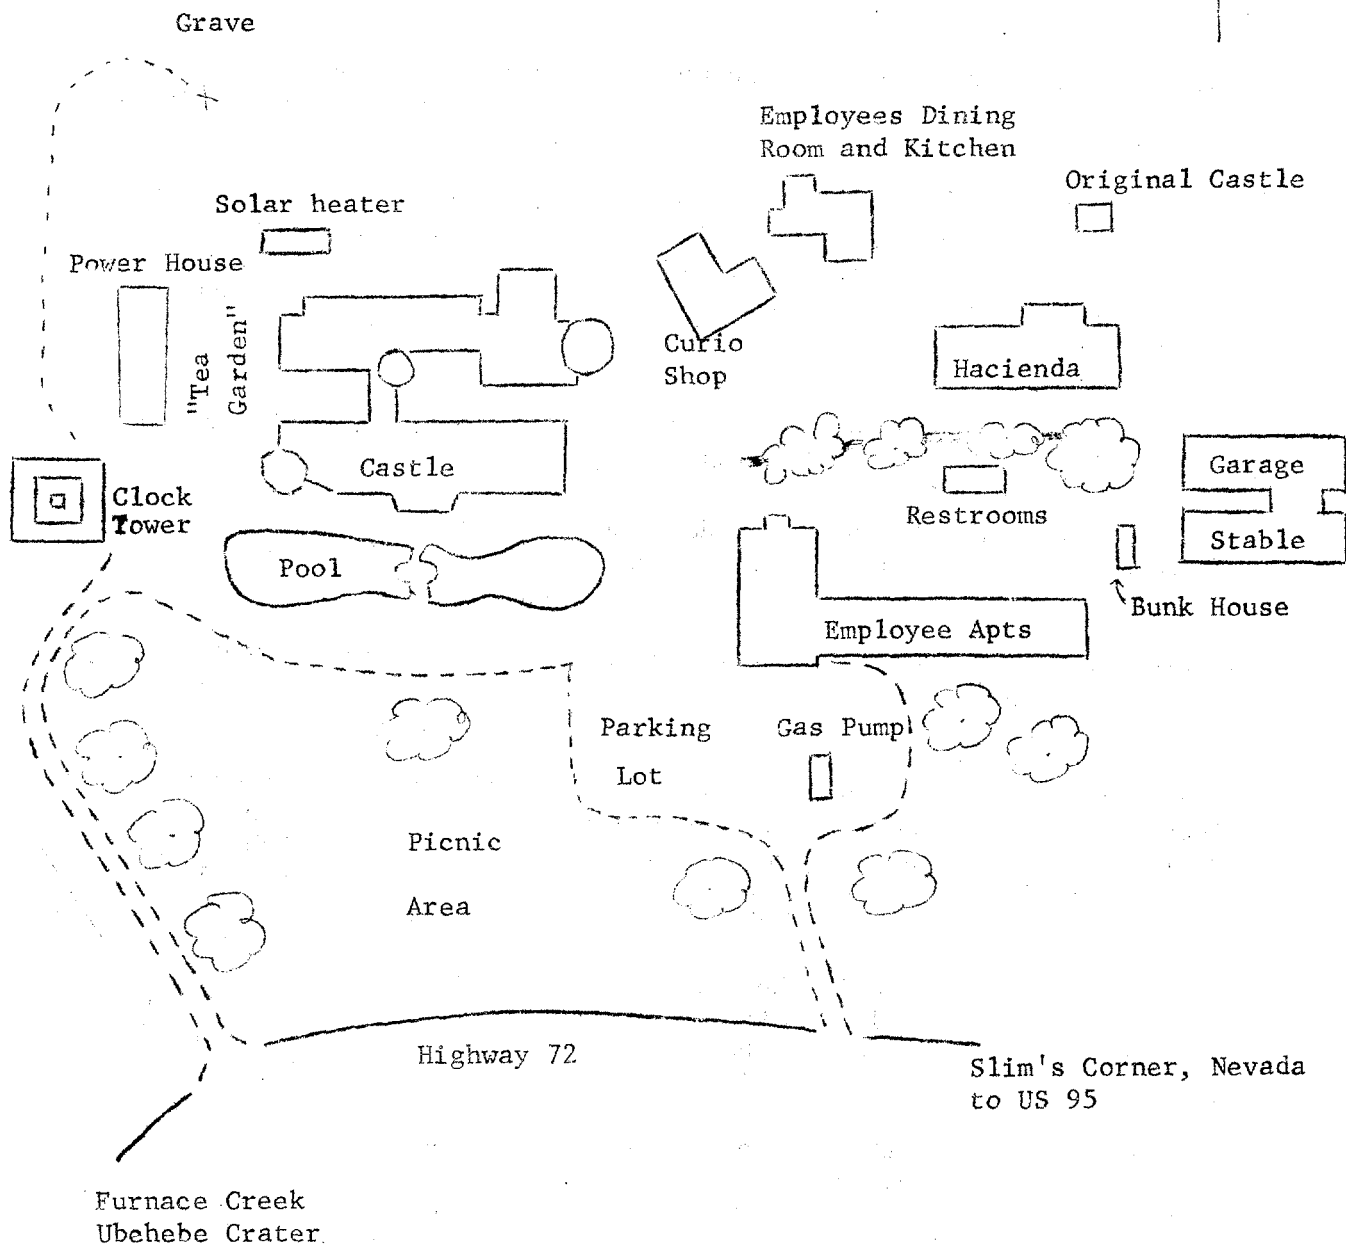 Grave
Employees Dining
Room and Kitchen
Original Castle
Solar heater
Power House
"Tea
Garden"
Curio
Shop
Hacienda
Castle
Garage
Clock
Tower
Restrooms
Stable
Pool
Bunk House
Employee Apts
Parking
Lot
Gas Pump
Picnic
Area
Highway 72
Slim's Corner, Nevada
to US 95
Furnace Creek
Ubehebe Crater